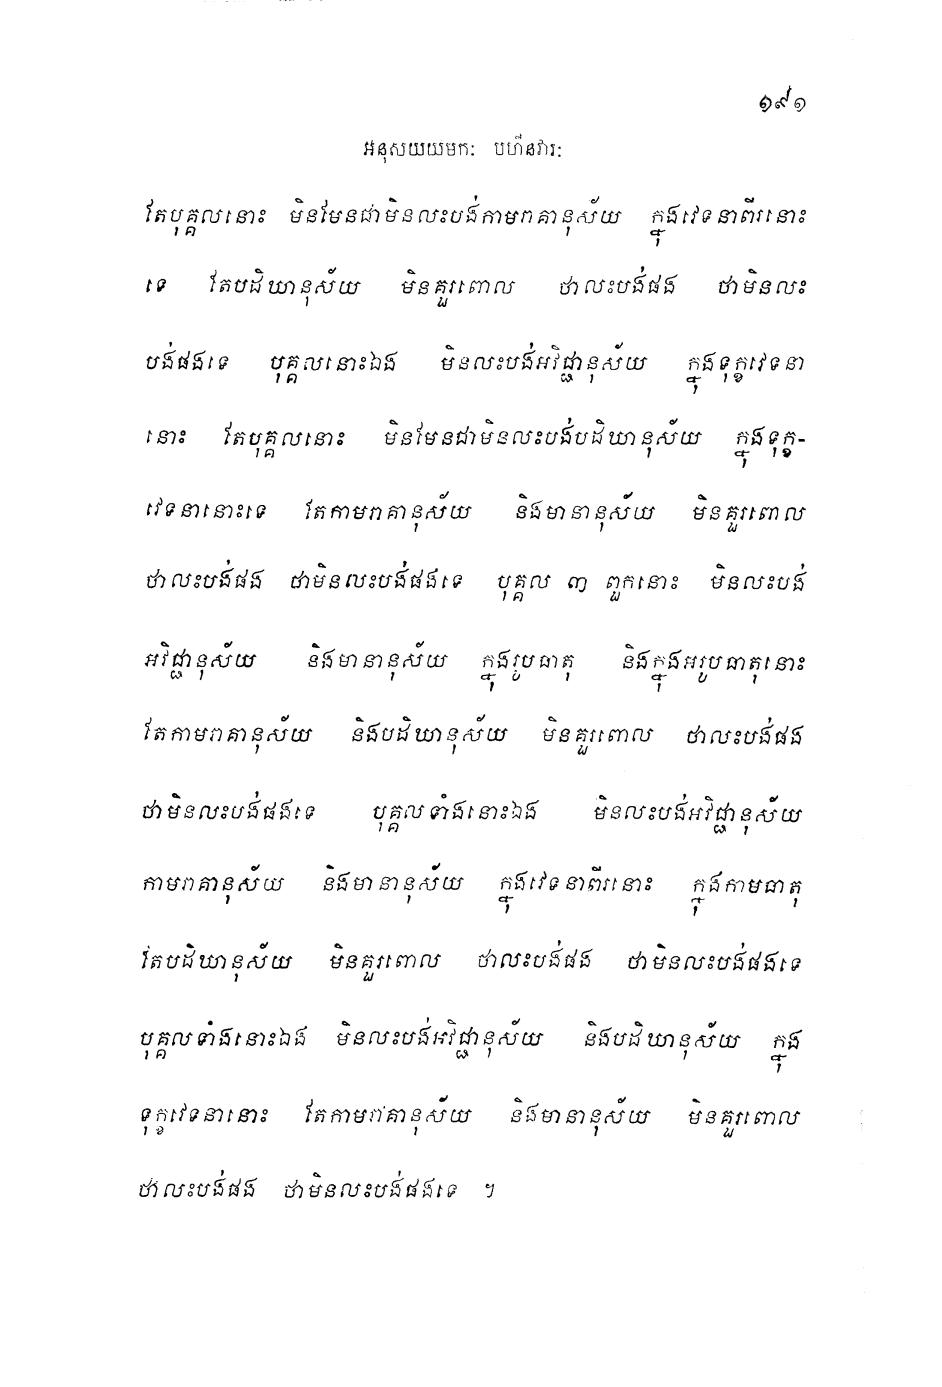 ១៩១
អនុសយយមកៈ បហីនវារៈ
តែបុគ្គលនោះ មិនមែនជាមិនលះបង់កាមរាគានុស័យ ក្នុងវេទនាពីរនោះ
ទេ តែបដិឃានុស័យ មិនគួរពោល ថាលះបង់ផង ថាមិនលះ
បង់ផងទេ បុគ្គលនោះឯង មិនលះបង់អវិជ្ជានុស័យ ក្នុងទុក្ខវេទនា
នោះ តែបុគ្គលនោះ មិនមែនជាមិនលះបង់បដិឃានុស័យ ក្នុងទុក្ខ-
វេទនានោះទេ តែកាមរាគានុស័យ និងមានានុស័យ មិនគួរពោល
ថាលះបង់ផង ថាមិនលះបង់ផងទេ បុគ្គល ៣ ពួកនោះ មិនលះបង់
អវិជ្ជានុស័យ និងមានានុស័យ ក្នុងរូបធាតុ និងក្នុងអរូបធាតុនោះ
តែកាមរាគានុស័យ និងបដិឃានុស័យ មិនគួរពោល ថាលះបង់ផង
ថាមិនលះបង់ផងទេ បុគ្គលទាំងនោះឯង មិនលះបង់អវិជ្ជានុស័យ
កាមរាគានុស័យ និងមានានុស័យ ក្នុងវេទនាពីរនោះ ក្នុងកាមធាតុ
តែបដិឃានុស័យ មិនគួរពោល ថាលះបង់ផង ថាមិនលះបង់ផងទេ
បុគ្គលទាំងនោះឯង មិនលះបង់អវិជ្ជានុស័យ និងបដិឃានុស័យ ក្នុង
ទុក្ខវេទនានោះ តែកាមរាគានុស័យ និងមានានុស័យ មិនគួរពោល
ថាលះបង់ផង ថាមិនលះបង់ផងទេ ។